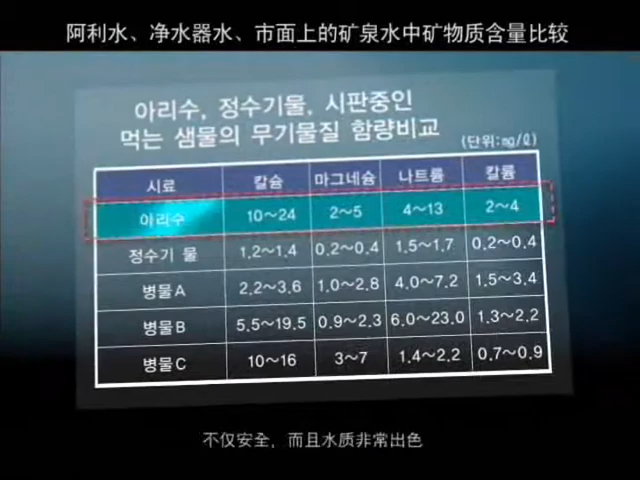 阿利水、净水器水、市面上的矿泉水中矿物质含量比较
아리수, 정수기물, 시판중인
먹는 샘물의 무기물질 함량비교
(단위:㎎/ℓ)
시료 칼슘 마그네슘 나트륨 칼륨
아리수 10~24 2~5 4~13 2~4
정수기 물 1.2~1.4 0.2~0.4 1.5~1.7 0.2~0.4
병물A 2.2~3.6 1.0~2.8 4.0~7.2 1.5~3.4
병물B 5.5~19.5 0.9~2.3 6.0~23.0 1.3~2.2
병물C 10~16 3~7 1.4~2.2 0.7~0.9
不仅安全，而且水质非常出色